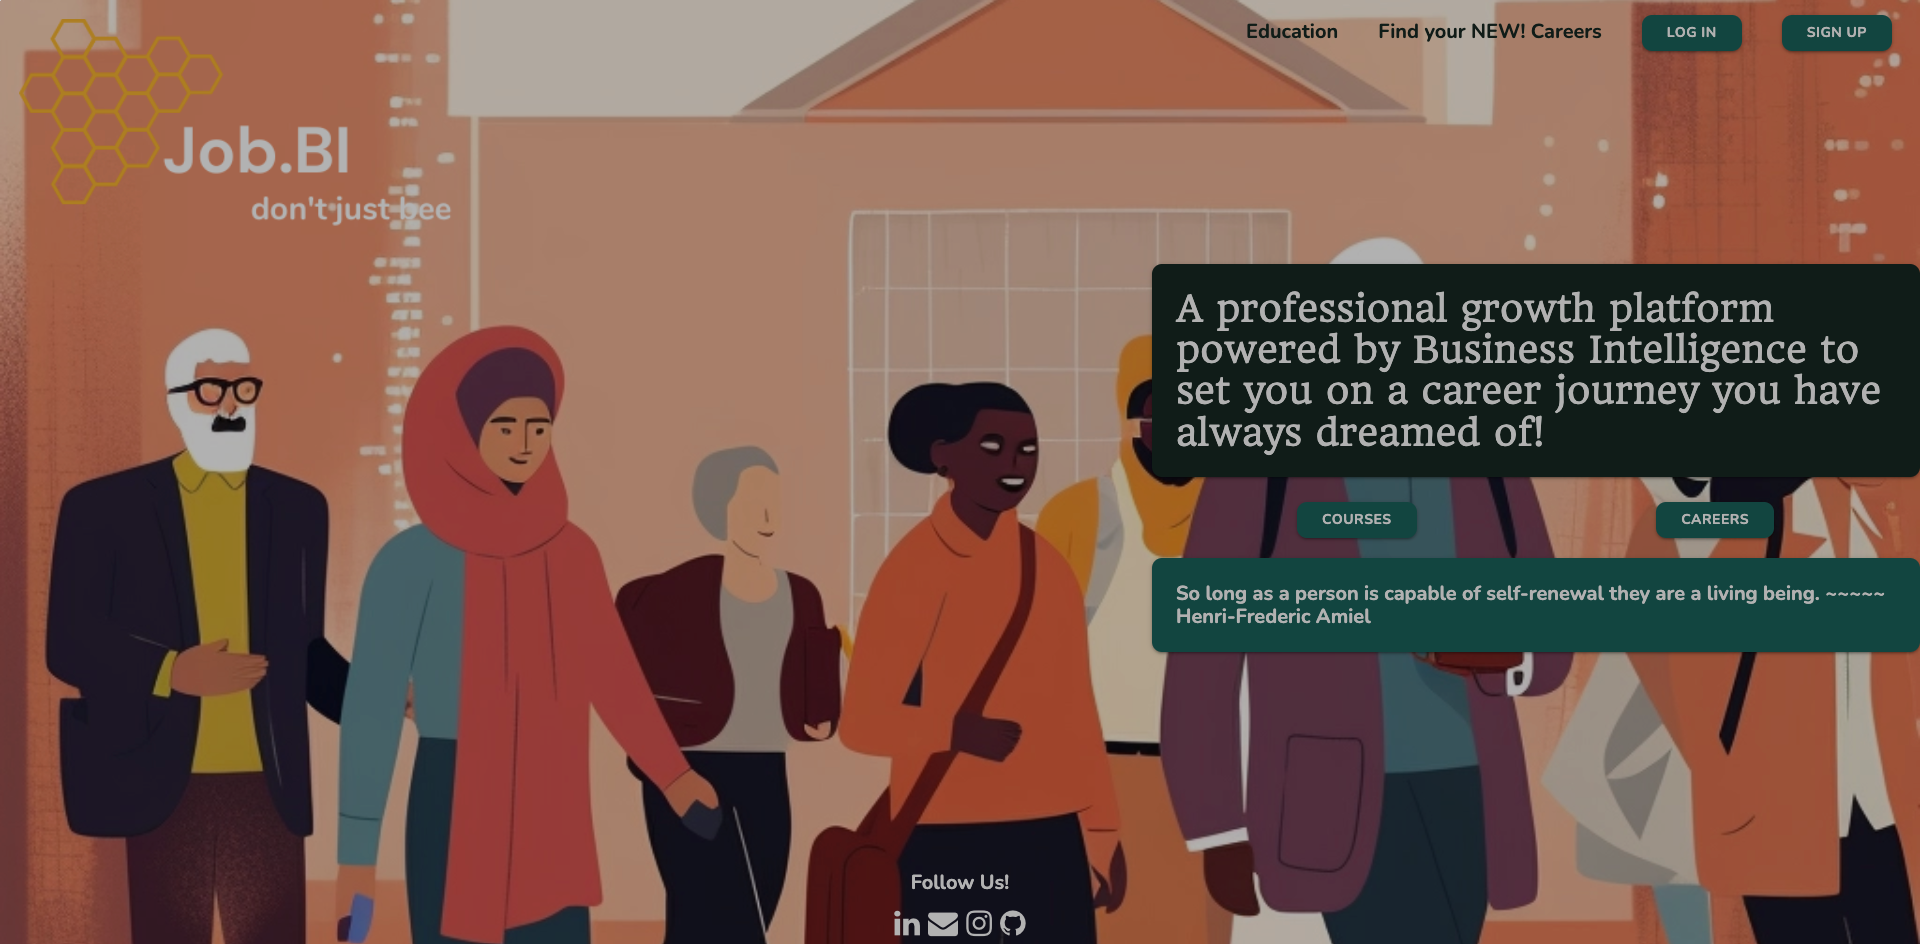 Education
Find your NEW! Careers
LOG IN
SIGN UP
Job.BI
don't just bee
A professional growth platform
powered by Business Intelligence to
set you on a career journey you have
always dreamed of!
COURSES
CAREERS
So long as a person is capable of self-renewal they are a living being. ~~~~~
Henri-Frederic Amiel
Follow Us!